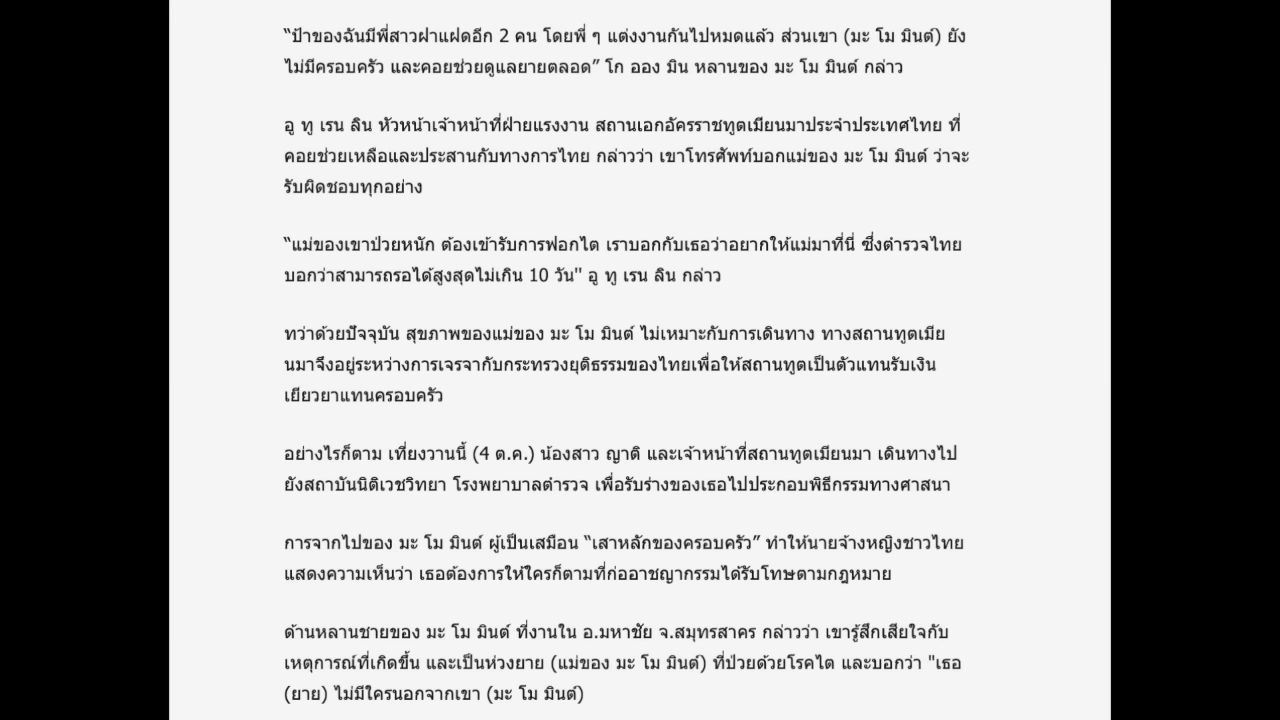 “ป้าของฉันมีพี่สาวฝาแฝดอีก 2 คน โดยพี่ ๆ แต่งงานกันไปหมดแล้ว ส่วนเขา (มะ โม มินต์) ยัง
ไม่มีครอบครัว และคอยช่วยดูแลยายตลอด” โก ออง มิน หลานของ มะ โม มินต์ กล่าว
อู ทู เรน ลิน หัวหน้าเจ้าหน้าที่ฝ่ายแรงงาน สถานเอกอัครราชทูตเมียนมาประจำประเทศไทย ที่
คอยช่วยเหลือและประสานกับทางการไทย กล่าวว่า เขาโทรศัพท์บอกแม่ของ มะ โม มินต์ ว่าจะ
รับผิดชอบทุกอย่าง
“แม่ของเขาป่วยหนัก ต้องเข้ารับการฟอกไต เราบอกกับเธอว่าอยากให้แม่มาที่นี่ ซึ่งตำรวจไทย
บอกว่าสามารถรอได้สูงสุดไม่เกิน 10 วัน" อู ทู เรน ลิน กล่าว
ทว่าด้วยปัจจุบัน สุขภาพของแม่ของ มะ โม มินต์ ไม่เหมาะกับการเดินทาง ทางสถานทูตเมีย
นมาจึงอยู่ระหว่างการเจรจากับกระทรวงยุติธรรมของไทยเพื่อให้สถานทูตเป็นตัวแทนรับเงิน
เยียวยาแทนครอบครัว
อย่างไรก็ตาม เที่ยงวานนี้ (4 ต.ค.) น้องสาว ญาติ และเจ้าหน้าที่สถานทูตเมียนมา เดินทางไป
ยังสถาบันนิติเวชวิทยา โรงพยาบาลตำรวจ เพื่อรับร่างของเธอไปประกอบพิธีกรรมทางศาสนา
การจากไปของ มะ โม มินต์ ผู้เป็นเสมือน “เสาหลักของครอบครัว” ทำให้นายจ้างหญิงชาวไทย
แสดงความเห็นว่า เธอต้องการให้ใครก็ตามที่ก่ออาชญากรรมได้รับโทษตามกฎหมาย
ด้านหลานชายของ มะ โม มินต์ ที่งานใน อ.มหาชัย จ.สมุทรสาคร กล่าวว่า เขารู้สึกเสียใจกับ
เหตุการณ์ที่เกิดขึ้น และเป็นห่วงยาย (แม่ของ มะ โม มินต์) ที่ป่วยด้วยโรคไต และบอกว่า "เธอ
(ยาย) ไม่มีใครนอกจากเขา (มะ โม มินต์)